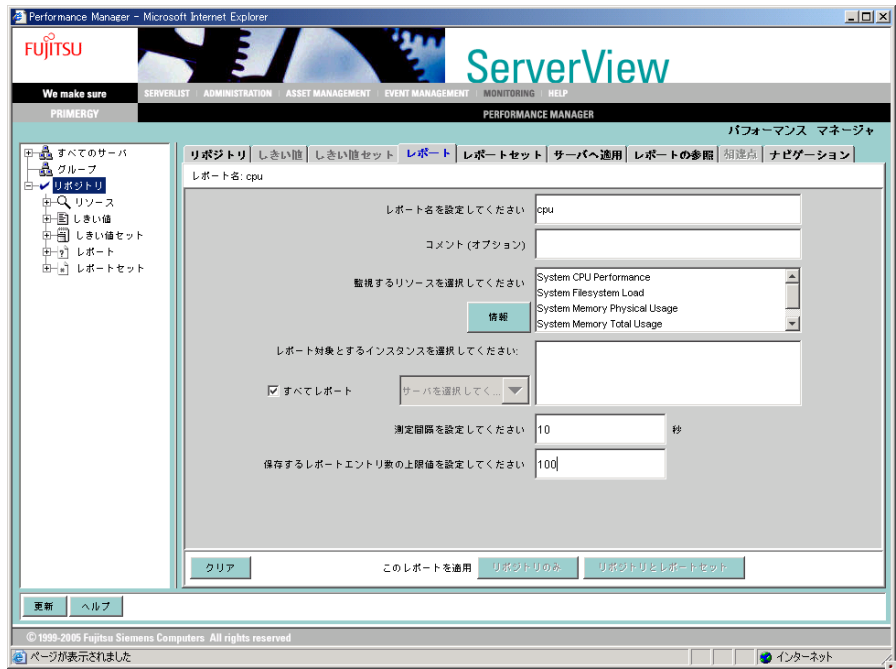 Performance Manager - Microsoft Internet Explorer
FUJITSU
ServerView
We make sure
SERVERLIST ADMINISTRATION ASSET MANAGEMENT EVENT MANAGEMENT MONITORING HELP
PRIMERGY
PERFORMANCE MANAGER
パフォーマンス マネージャ
すべてのサーバ
グループ
リポジトリ
リソース
しきい値
しきい値セット
レポート
レポートセット
リポジトリ しきい値 しきい値セット レポート レポートセット サーバへ適用 レポートの参照 相違点 ナビゲーション
レポート名: cpu
レポート名を設定してください cpu
コメント (オプション)
監視するリソースを選択してください
System CPU Performance
System Filesystem Load
System Memory Physical Usage
System Memory Total Usage
情報
レポート対象とするインスタンスを選択してください:
すべてレポート サーバを選択してく...
測定間隔を設定してください 10 秒
保存するレポートエントリ数の上限値を設定してください 100
クリア このレポートを適用 リポジトリのみ リポジトリとレポートセット
更新 ヘルプ
© 1999-2005 Fujitsu Siemens Computers All rights reserved
ページが表示されました インターネット